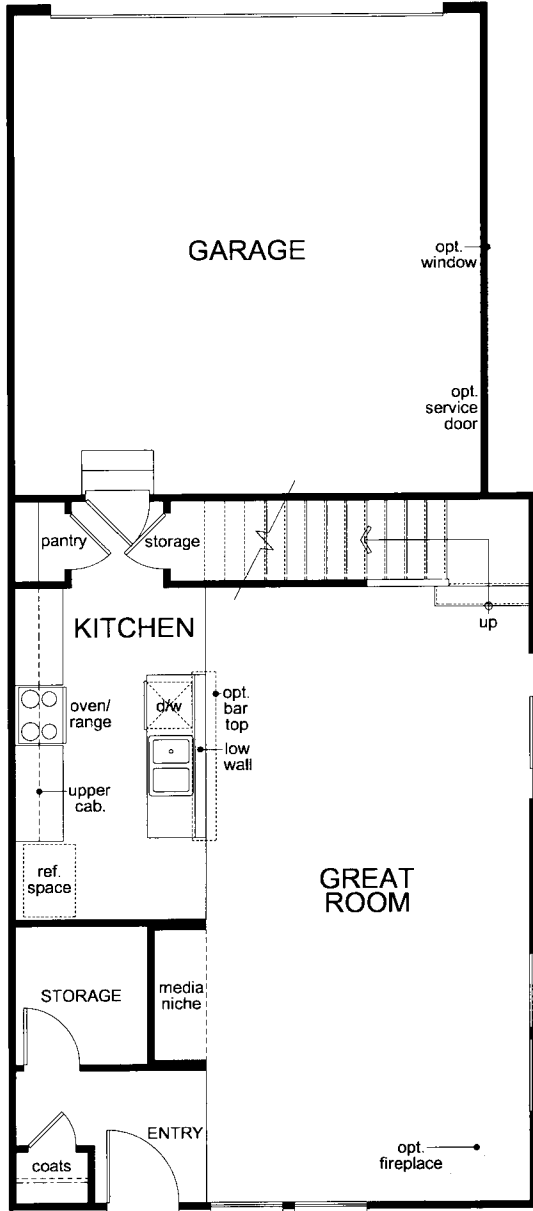 GARAGE
opt.
window
opt.
service
door
pantry
storage
KITCHEN
up
oven/
range
d/w
opt.
bar
top
low
wall
upper
cab.
ref.
space
GREAT
ROOM
STORAGE
media
niche
ENTRY
coats
opt.
fireplace